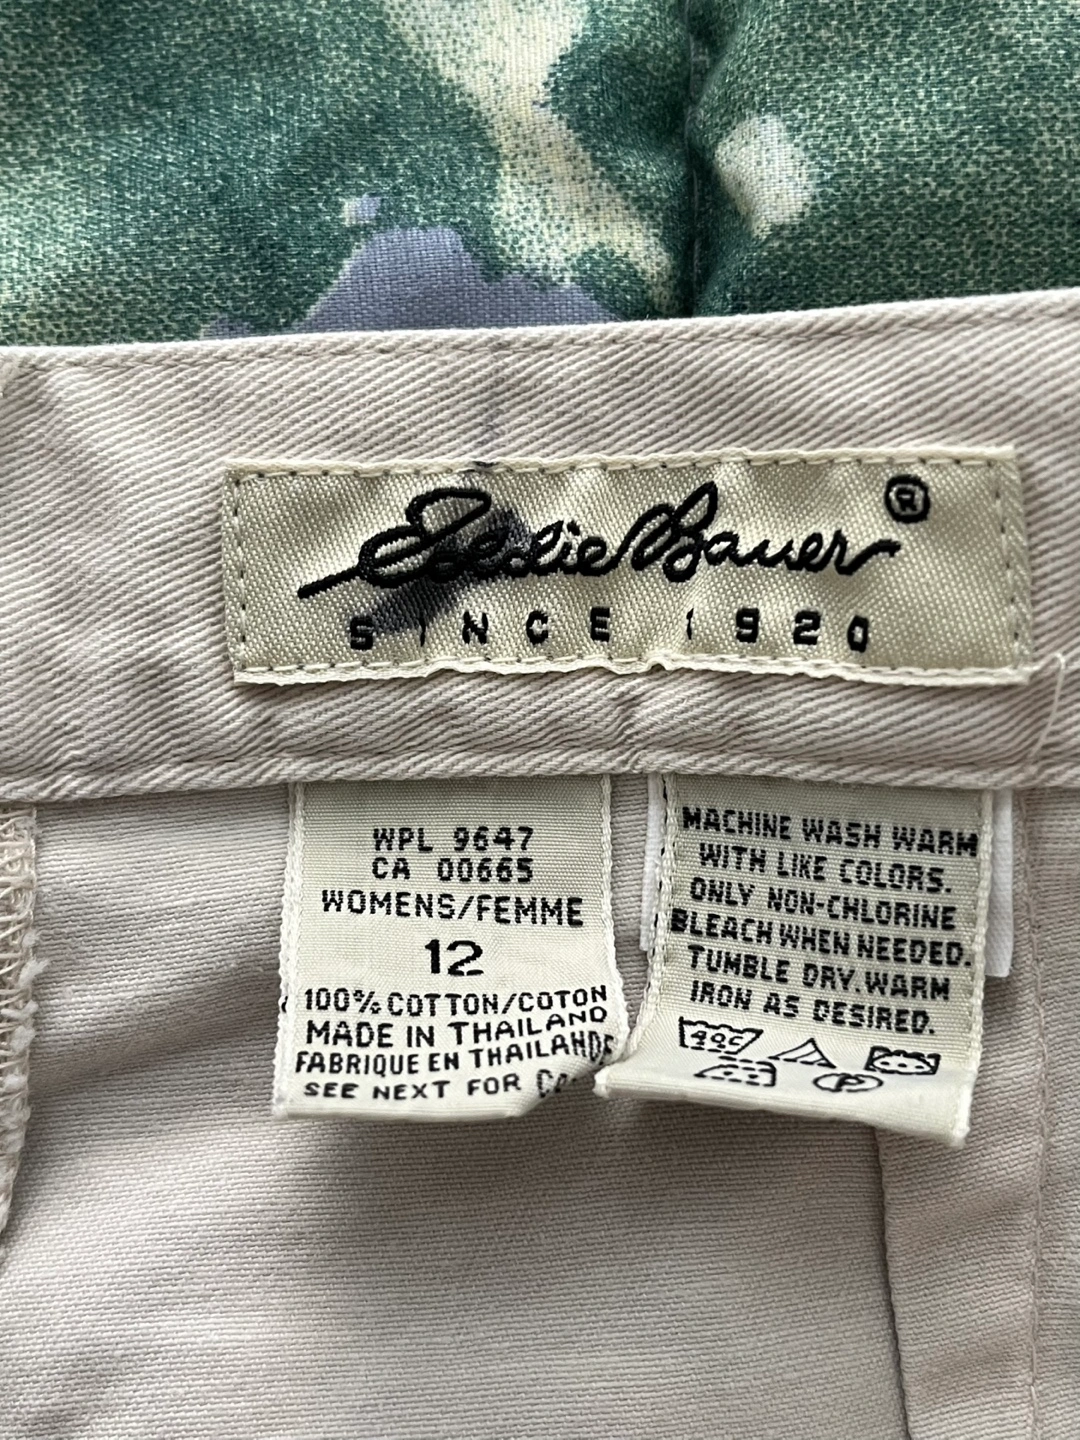 Eddie Bauer®
SINCE 1920
WPL 9647
CA 00665
WOMENS/FEMME
12
100% COTTON/COTON
MADE IN THAILAND
FABRIQUE EN THAILANDE
SEE NEXT FOR
MACHINE WASH WARM
WITH LIKE COLORS.
ONLY NON-CHLORINE
BLEACH WHEN NEEDED.
TUMBLE DRY.WARM
IRON AS DESIRED.
P